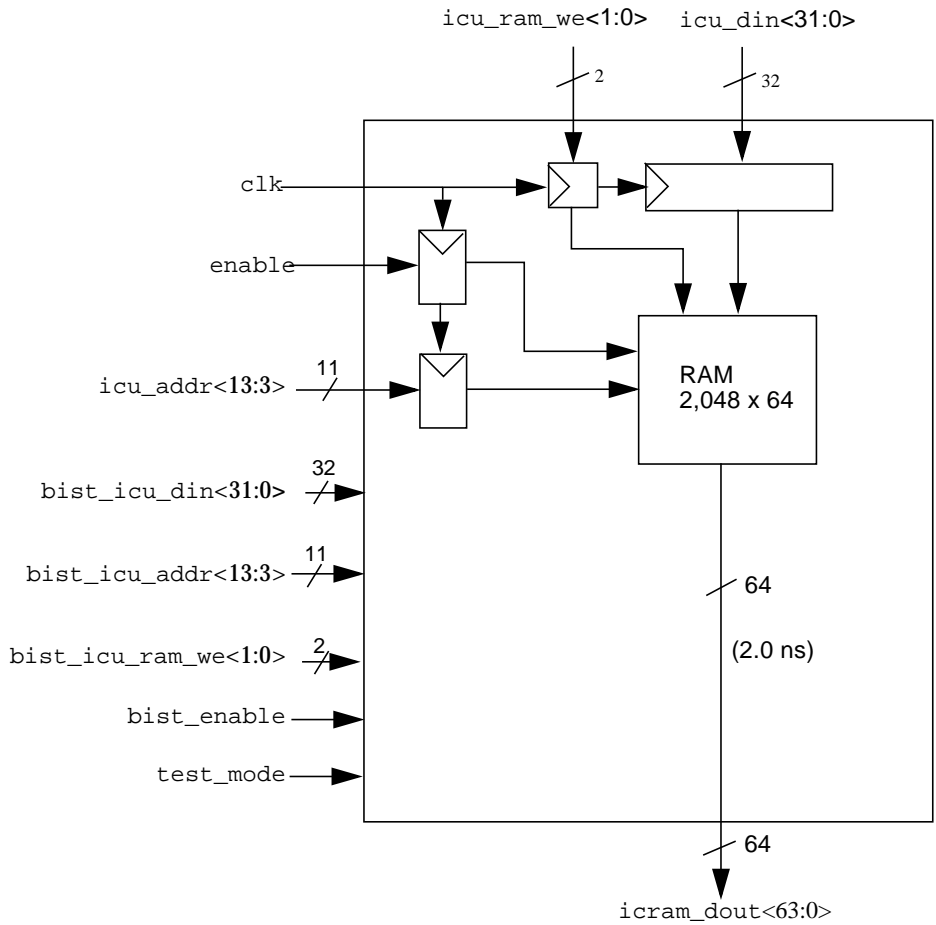 icu_ram_we<1:0> icu_din<31:0>
2
32
clk
enable
11
icu_addr<13:3>
RAM
2,048 x 64
32
bist_icu_din<31:0>
11
bist_icu_addr<13:3>
64
2
bist_icu_ram_we<1:0>
(2.0 ns)
bist_enable
test_mode
64
icram_dout<63:0>